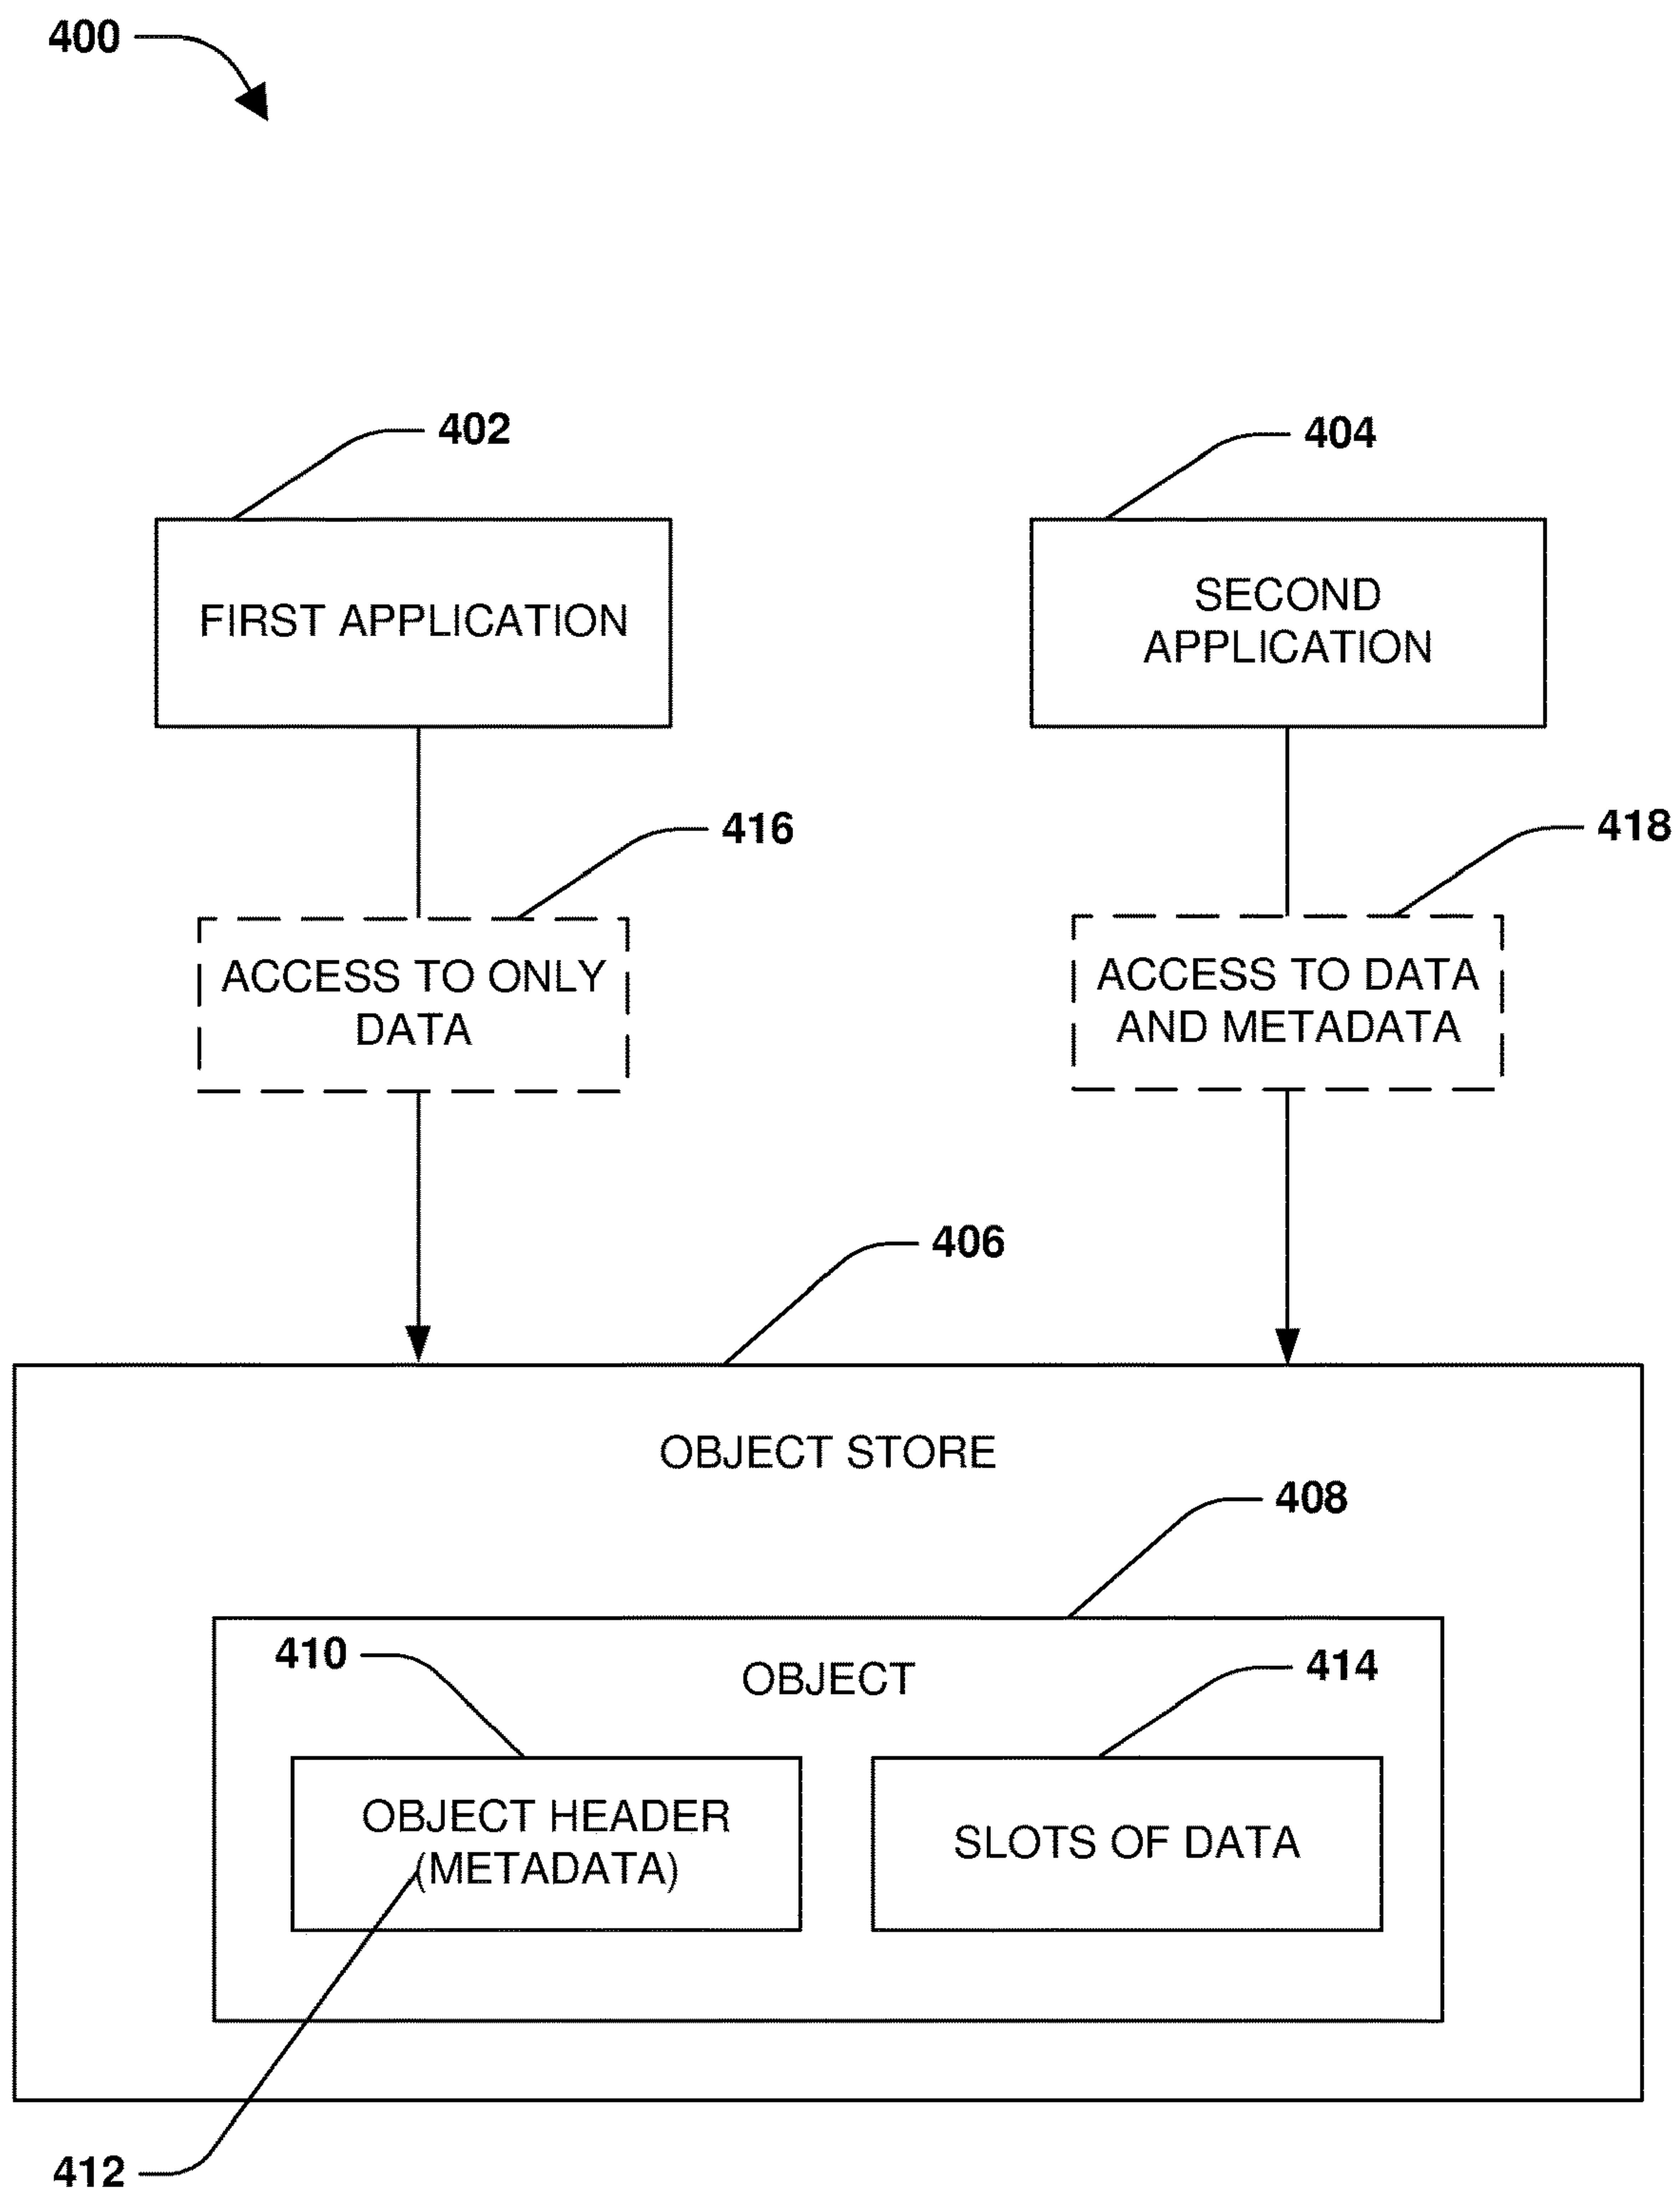 400
402
404
FIRST APPLICATION
SECOND
APPLICATION
416
418
ACCESS TO ONLY
DATA
ACCESS TO DATA
AND METADATA
406
OBJECT STORE
408
410
OBJECT
414
OBJECT HEADER
(METADATA)
SLOTS OF DATA
412